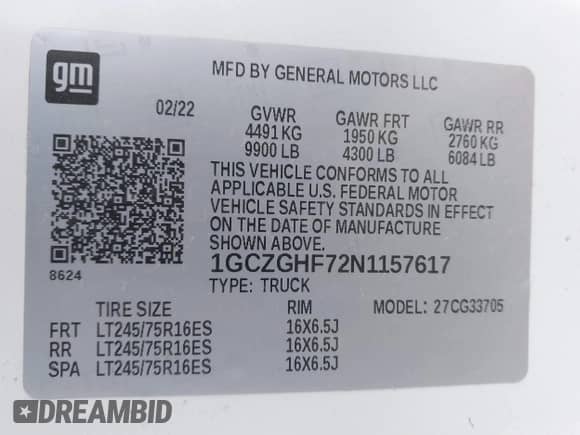 gm
MFD BY GENERAL MOTORS LLC
02/22
GVWR
4491 KG
9900 LB
GAWR FRT
1950 KG
4300 LB
GAWR RR
2760 KG
6084 LB
THIS VEHICLE CONFORMS TO ALL
APPLICABLE U.S. FEDERAL MOTOR
VEHICLE SAFETY STANDARDS IN EFFECT
ON THE DATE OF MANUFACTURE
SHOWN ABOVE.
8624
1GCZGHF72N1157617
TYPE: TRUCK
MODEL: 27CG33705
TIRE SIZE RIM
FRT LT245/75R16ES 16X6.5J
RR LT245/75R16ES 16X6.5J
SPA LT245/75R16ES 16X6.5J
DREAMBID